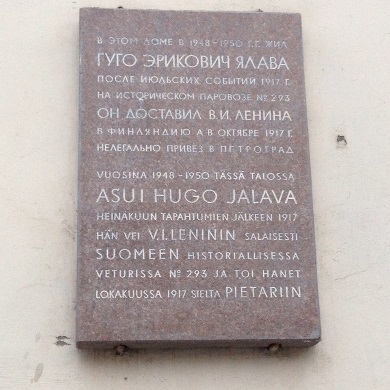 В ЭТОМ ДОМЕ В 1948-1950 Г.Г. ЖИЛ
ГУГО ЭРИКОВИЧ ЯЛАВА
ПОСЛЕ ИЮЛЬСКИХ СОБЫТИЙ 1917 Г.
НА ИСТОРИЧЕСКОМ ПАРОВОЗЕ № 293
ОН ДОСТАВИЛ В.И. ЛЕНИНА
В ФИНЛЯНДИЮ А В ОКТЯБРЕ 1917 Г.
НЕЛЕГАЛЬНО ПРИВЕЗ В ПЕТРОГРАД
VUOSINA 1948-1950 TÄSSÄ TALOSSA
ASUI HUGO JALAVA
HEINÄKUUN TAPAHTUMIEN JÄLKEEN 1917
HÄN VEI V.I. LENININ SALAISESTI
SUOMEEN HISTORIALLISESSA
VETURISSA № 293 JA TOI HÄNET
LOKAKUUSSA 1917 SIELTÄ PIETARIIN